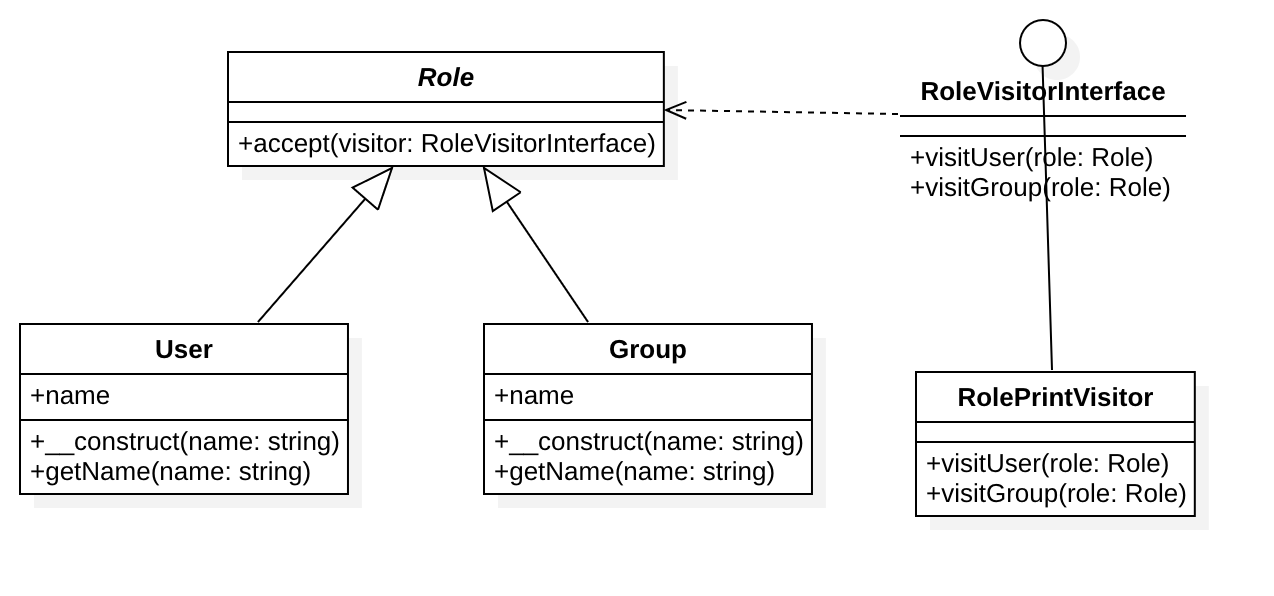 Role
+accept(visitor: RoleVisitorInterface)
RoleVisitorInterface
+visitUser(role: Role)
+visitGroup(role: Role)
User
+name
+__construct(name: string)
+getName(name: string)
Group
+name
+__construct(name: string)
+getName(name: string)
RolePrintVisitor
+visitUser(role: Role)
+visitGroup(role: Role)